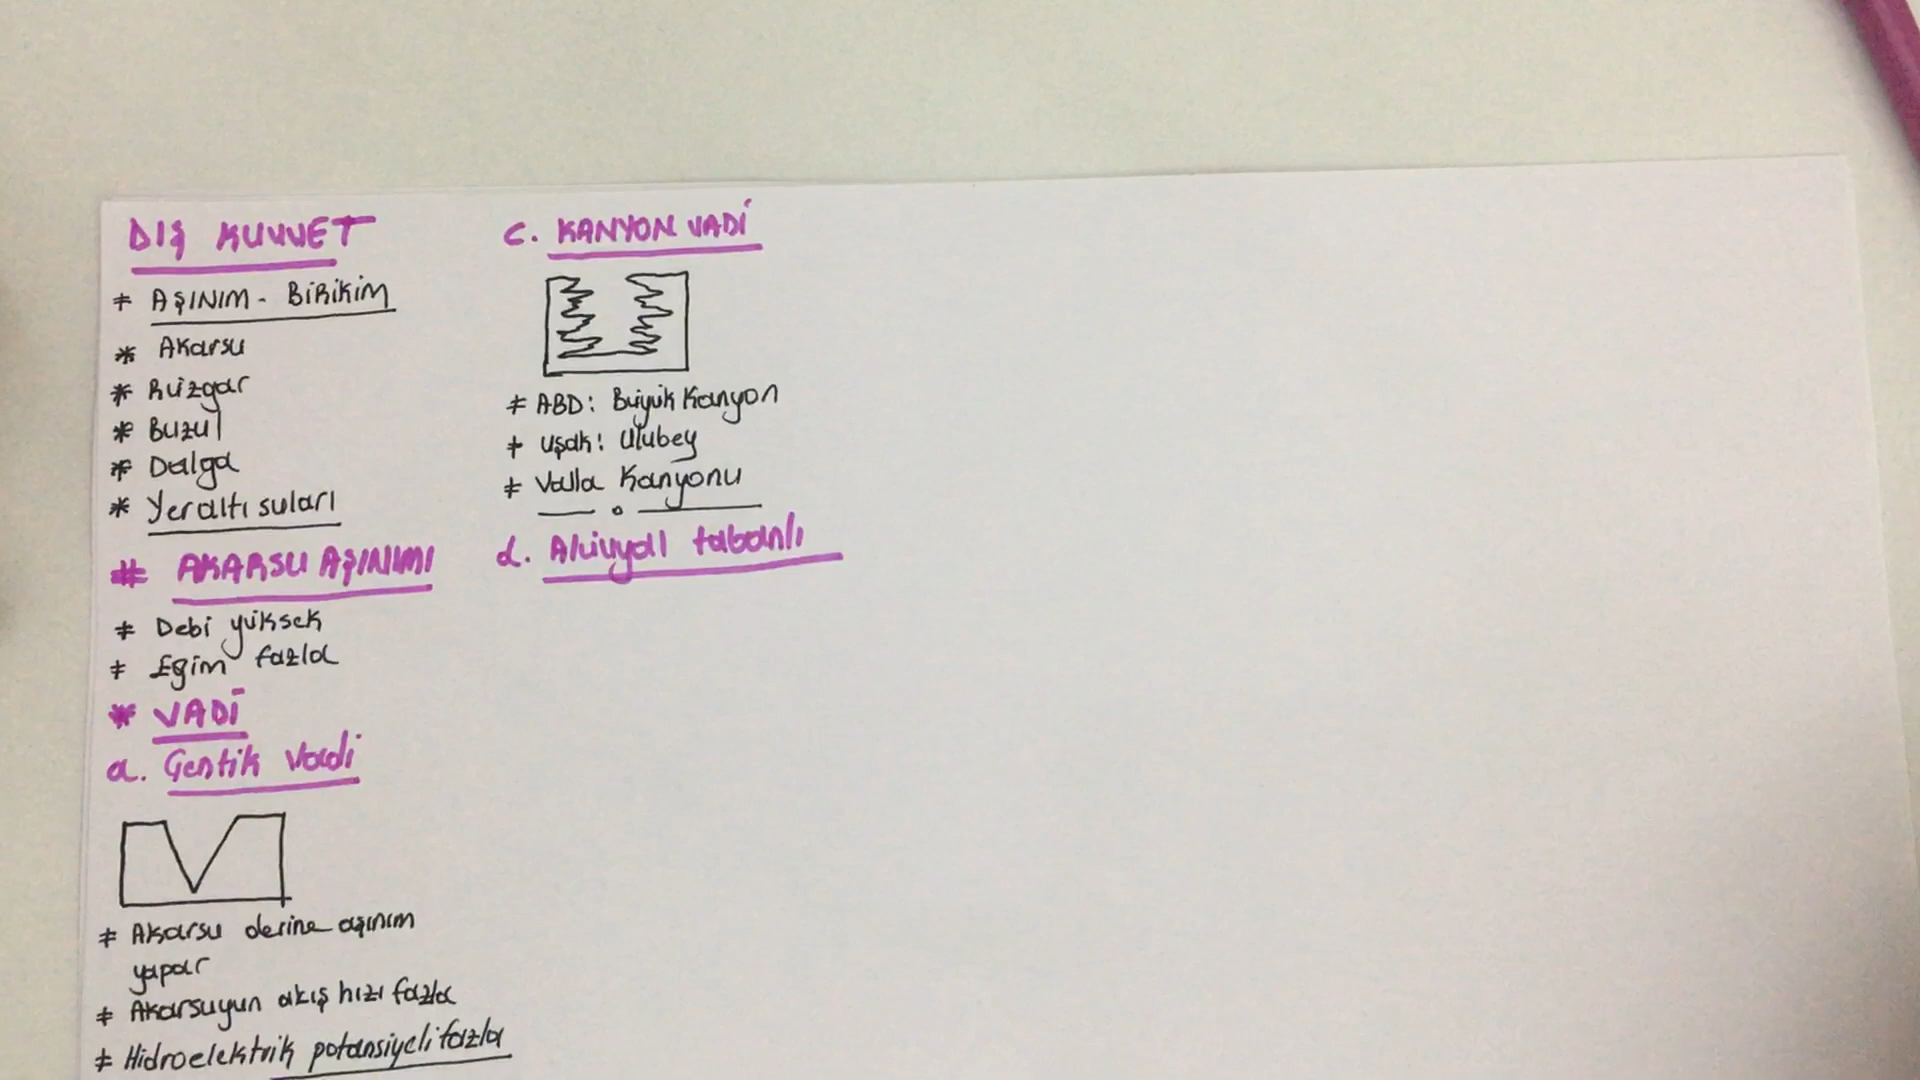 DIŞ KUVVET
≠ AŞINIM - BİRİKİM
* Akarsu
* Rüzgar
* Buzul
* Dalga
* Yeraltı suları
# AKARSU AŞINIMI
≠ Debi yüksek
≠ Egim fazla
* VADİ
a. Çentik Vadi
≠ Akarsu derine aşınım
yapar
≠ Akarsuyun akış hızı fazla
≠ Hidroelektrik potansiyeli fazla
C. KANYON VADİ
≠ ABD: Büyük Kanyon
≠ Uşak: Ulubey
≠ Valla Kanyonu
d. Alüvyal tabanlı